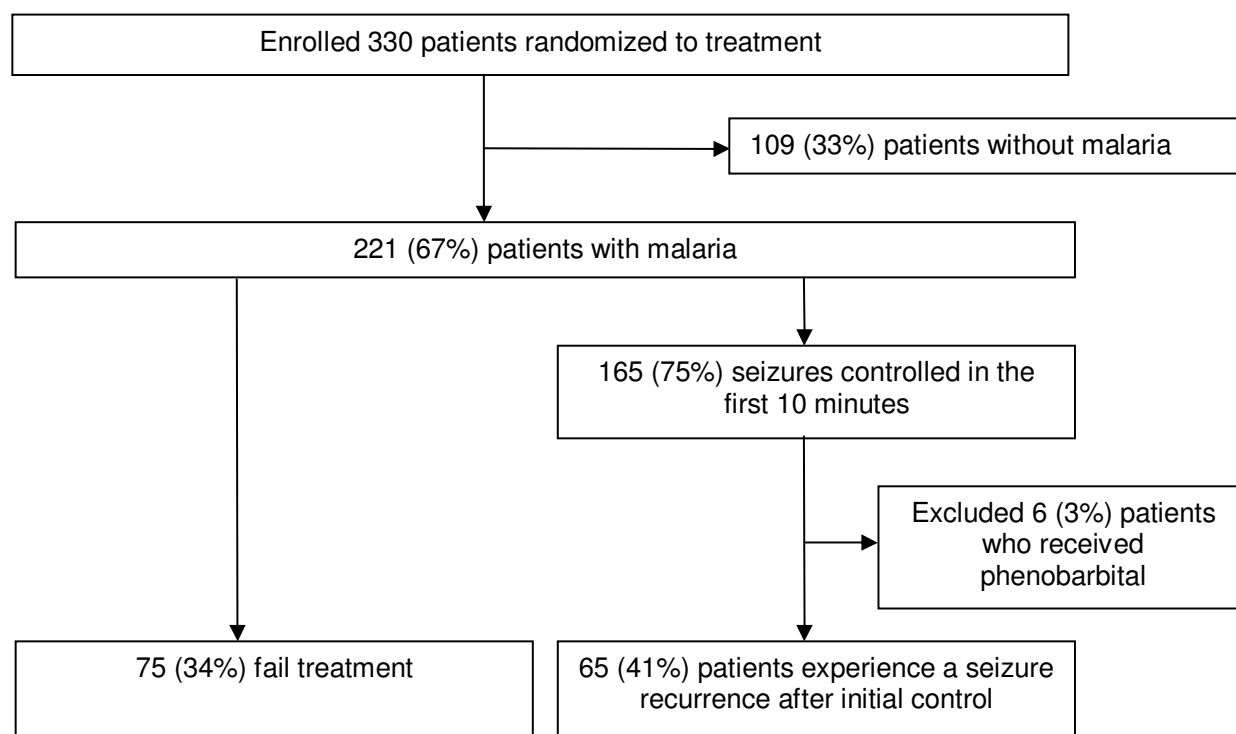 Enrolled 330 patients randomized to treatment
109 (33%) patients without malaria
221 (67%) patients with malaria
165 (75%) seizures controlled in the
first 10 minutes
Excluded 6 (3%) patients
who received
phenobarbital
75 (34%) fail treatment
65 (41%) patients experience a seizure
recurrence after initial control